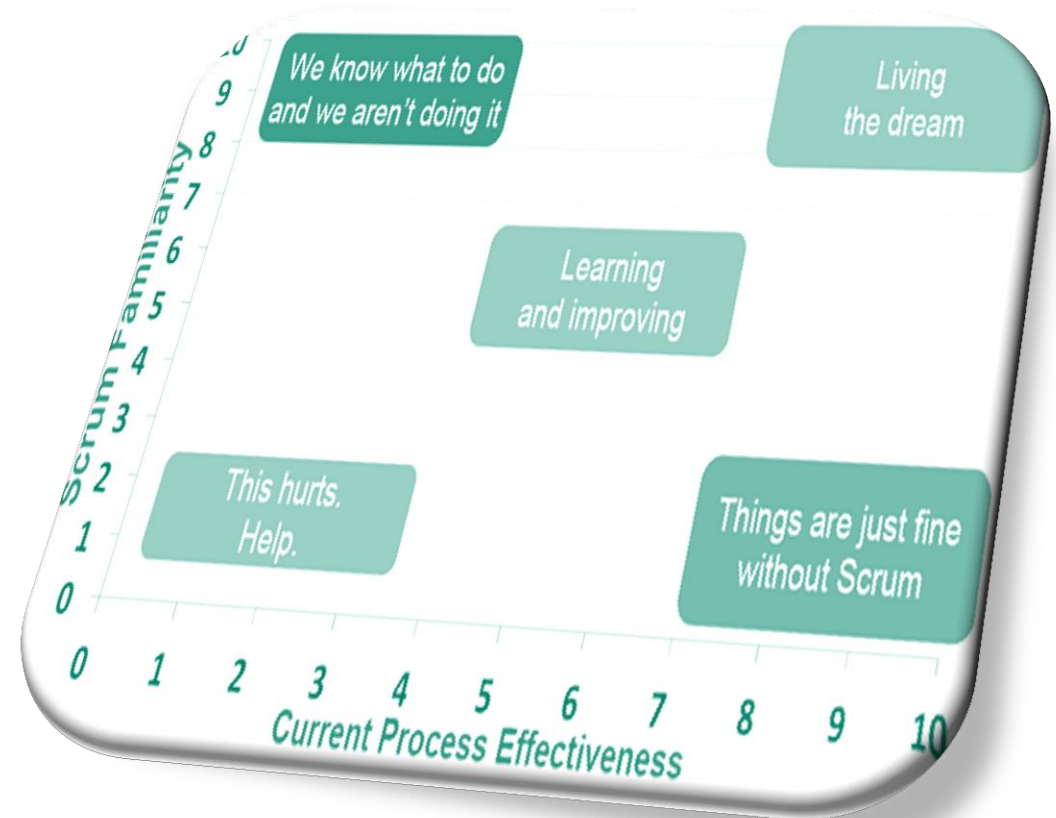 10
We know what to do
and we aren't doing it
Living
the dream
9
8
7
6
Learning
and improving
5
4
3
2
This hurts.
Help.
Things are just fine
without Scrum
1
0
Scrum Familiarity
0 1 2 3 4 5 6 7 8 9 10
Current Process Effectiveness